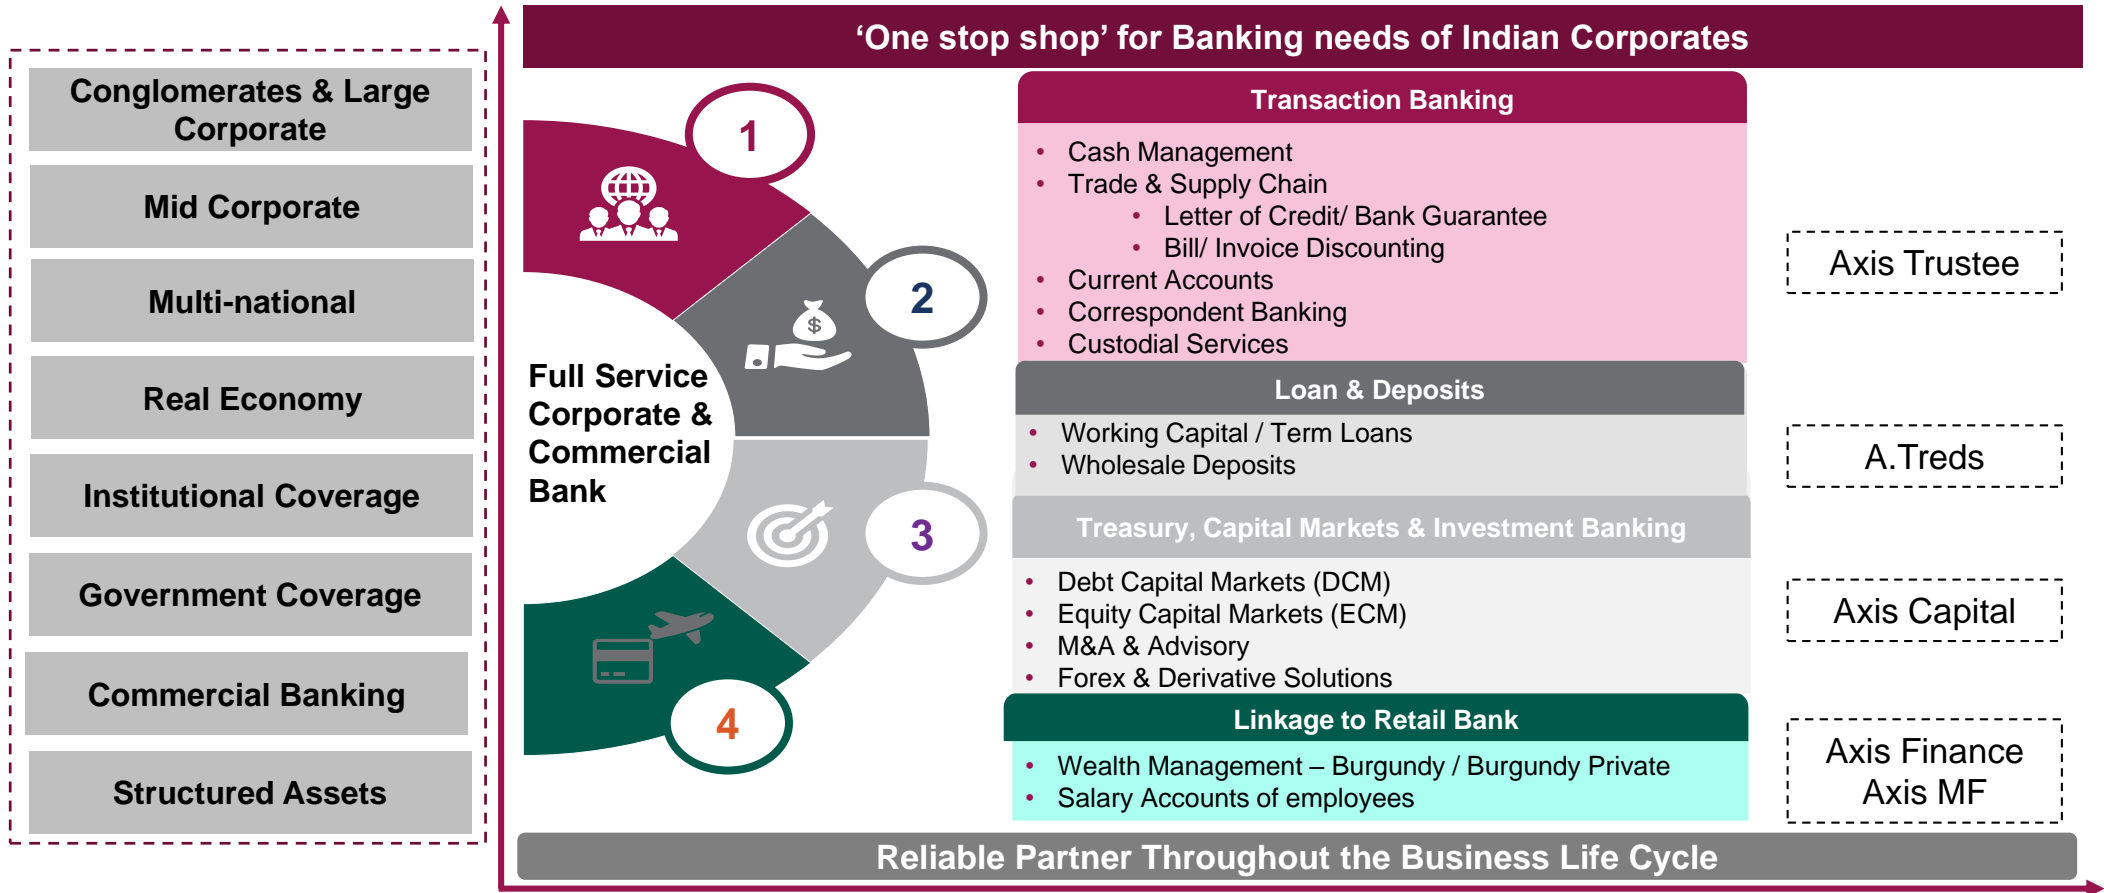 ‘One stop shop’ for Banking needs of Indian Corporates
Conglomerates & Large
Corporate
Mid Corporate
Multi-national
Real Economy
Institutional Coverage
Government Coverage
Commercial Banking
Structured Assets
Full Service
Corporate &
Commercial
Bank
1
2
$
3
4
Transaction Banking
• Cash Management
• Trade & Supply Chain
• Letter of Credit/ Bank Guarantee
• Bill/ Invoice Discounting
• Current Accounts
• Correspondent Banking
• Custodial Services
Loan & Deposits
• Working Capital / Term Loans
• Wholesale Deposits
Treasury, Capital Markets & Investment Banking
• Debt Capital Markets (DCM)
• Equity Capital Markets (ECM)
• M&A & Advisory
• Forex & Derivative Solutions
Linkage to Retail Bank
• Wealth Management – Burgundy / Burgundy Private
• Salary Accounts of employees
Axis Trustee
A.Treds
Axis Capital
Axis Finance
Axis MF
Reliable Partner Throughout the Business Life Cycle